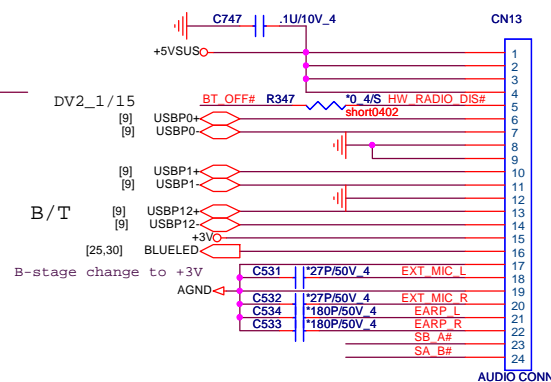 C747 .1U/10V_4 CN13
+5VSUS 1
2
3
4
DV2_1/15 BT_OFF# R347 *0_4/S HW_RADIO_DIS# 5
short0402
[9] USBP0+ 6
[9] USBP0- 7
8
9
[9] USBP1+ 10
[9] USBP1- 11
12
B/T [9] USBP12+ 13
[9] USBP12- 14
+3V 15
[25,30] BLUELED 16
17
B-stage change to +3V C531 *27P/50V_4 EXT_MIC_L 18
AGND 19
C532 *27P/50V_4 EXT_MIC_R 20
C534 *180P/50V_4 EARP_L 21
C533 *180P/50V_4 EARP_R 22
SB_A# 23
SA_B# 24
AUDIO CONN